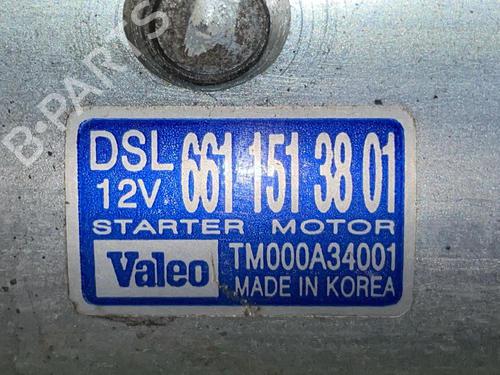 B-PARTS
DSL 661 151 38 01
12V
STARTER MOTOR
Valeo TM000A34001
MADE IN KOREA